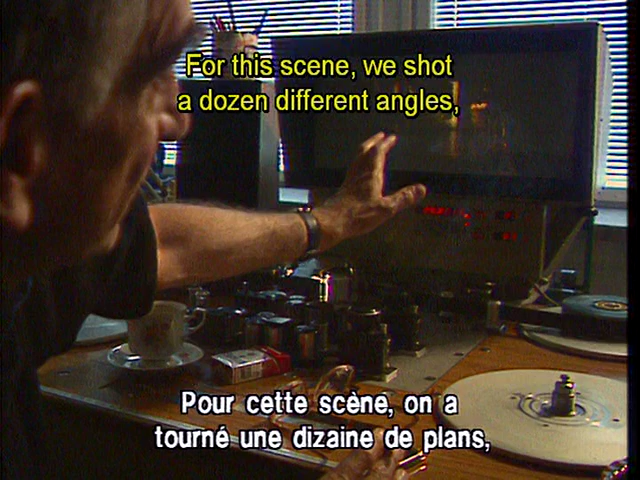 For this scene, we shot
a dozen different angles,
Pour cette scène, on a
tourné une dizaine de plans,